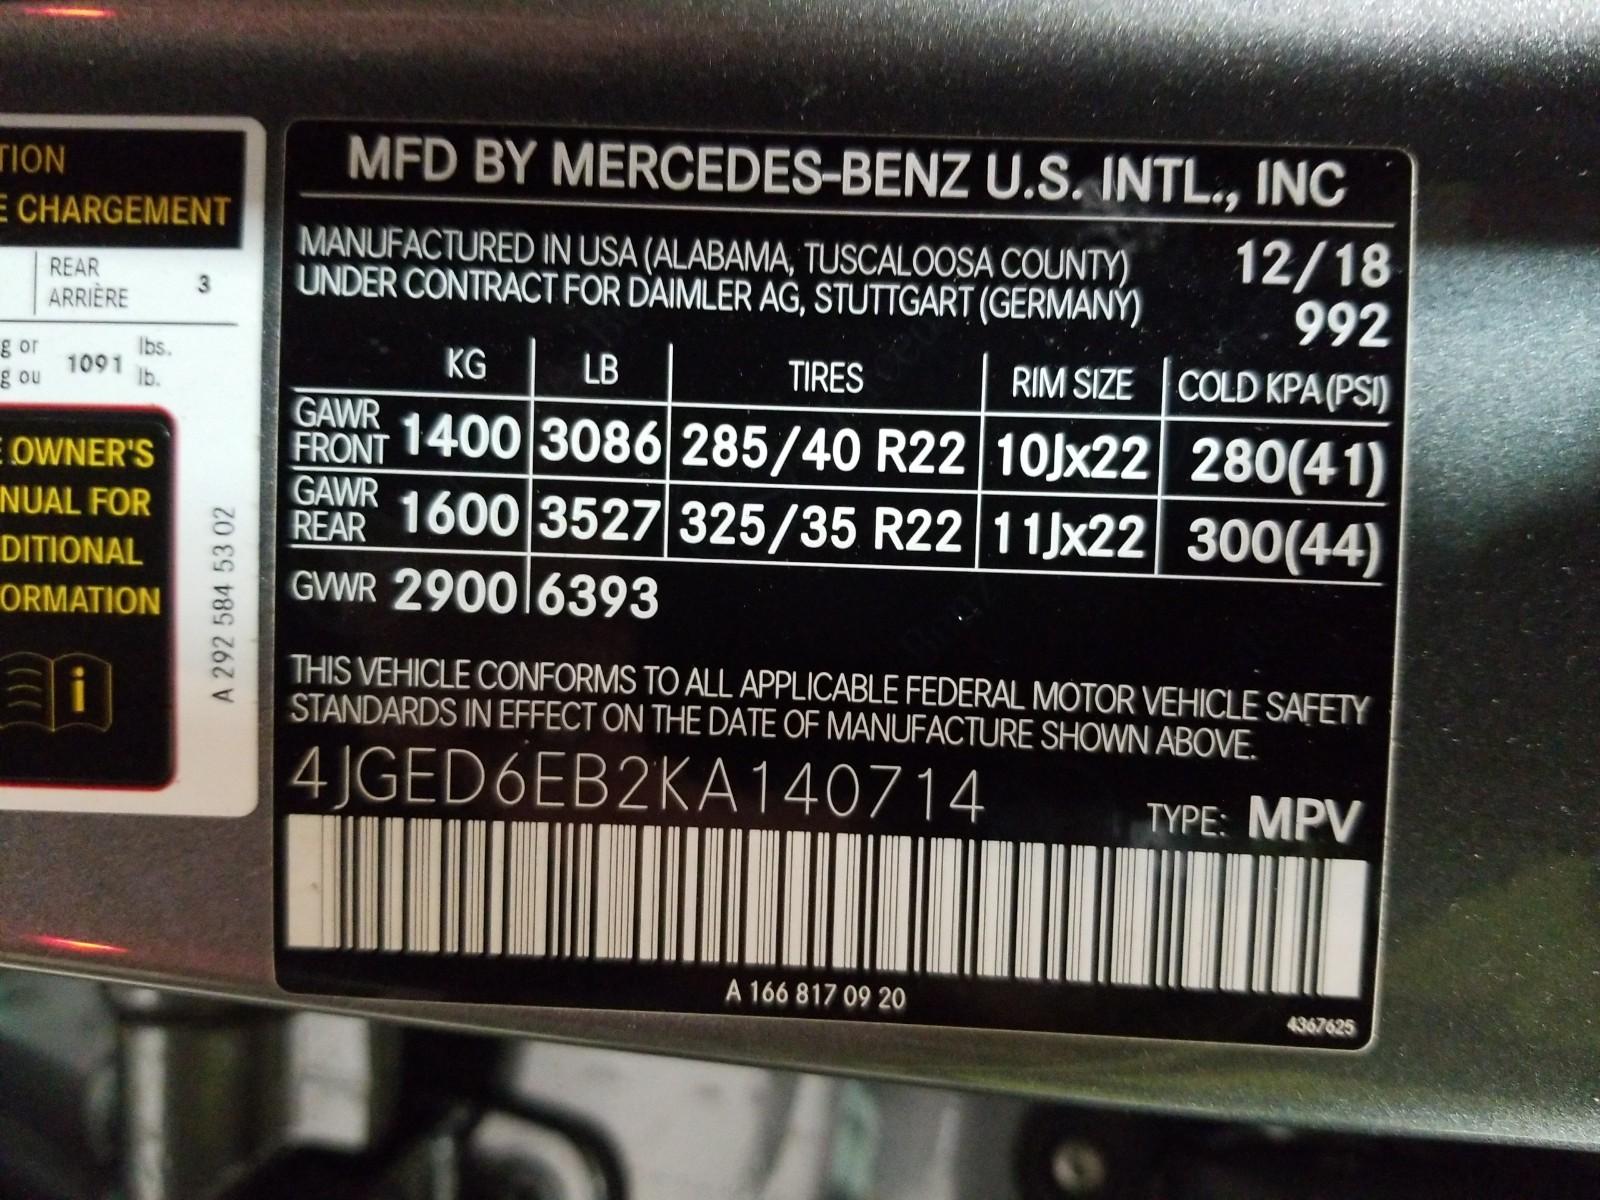 TION
E CHARGEMENT
REAR
ARRIÈRE 3
g or
g ou 1091 lbs.
lb.
E OWNER'S
NUAL FOR
DITIONAL
ORMATION
i
A 292 584 53 02
MFD BY MERCEDES-BENZ U.S. INTL., INC
MANUFACTURED IN USA (ALABAMA, TUSCALOOSA COUNTY) 12/18
UNDER CONTRACT FOR DAIMLER AG, STUTTGART (GERMANY) 992
KG LB TIRES RIM SIZE COLD KPA (PSI)
GAWR FRONT 1400 3086 285/40 R22 10Jx22 280(41)
GAWR REAR 1600 3527 325/35 R22 11Jx22 300(44)
GVWR 2900 6393
THIS VEHICLE CONFORMS TO ALL APPLICABLE FEDERAL MOTOR VEHICLE SAFETY
STANDARDS IN EFFECT ON THE DATE OF MANUFACTURE SHOWN ABOVE.
4JGED6EB2KA140714 TYPE: MPV
A 166 817 09 20
4367625